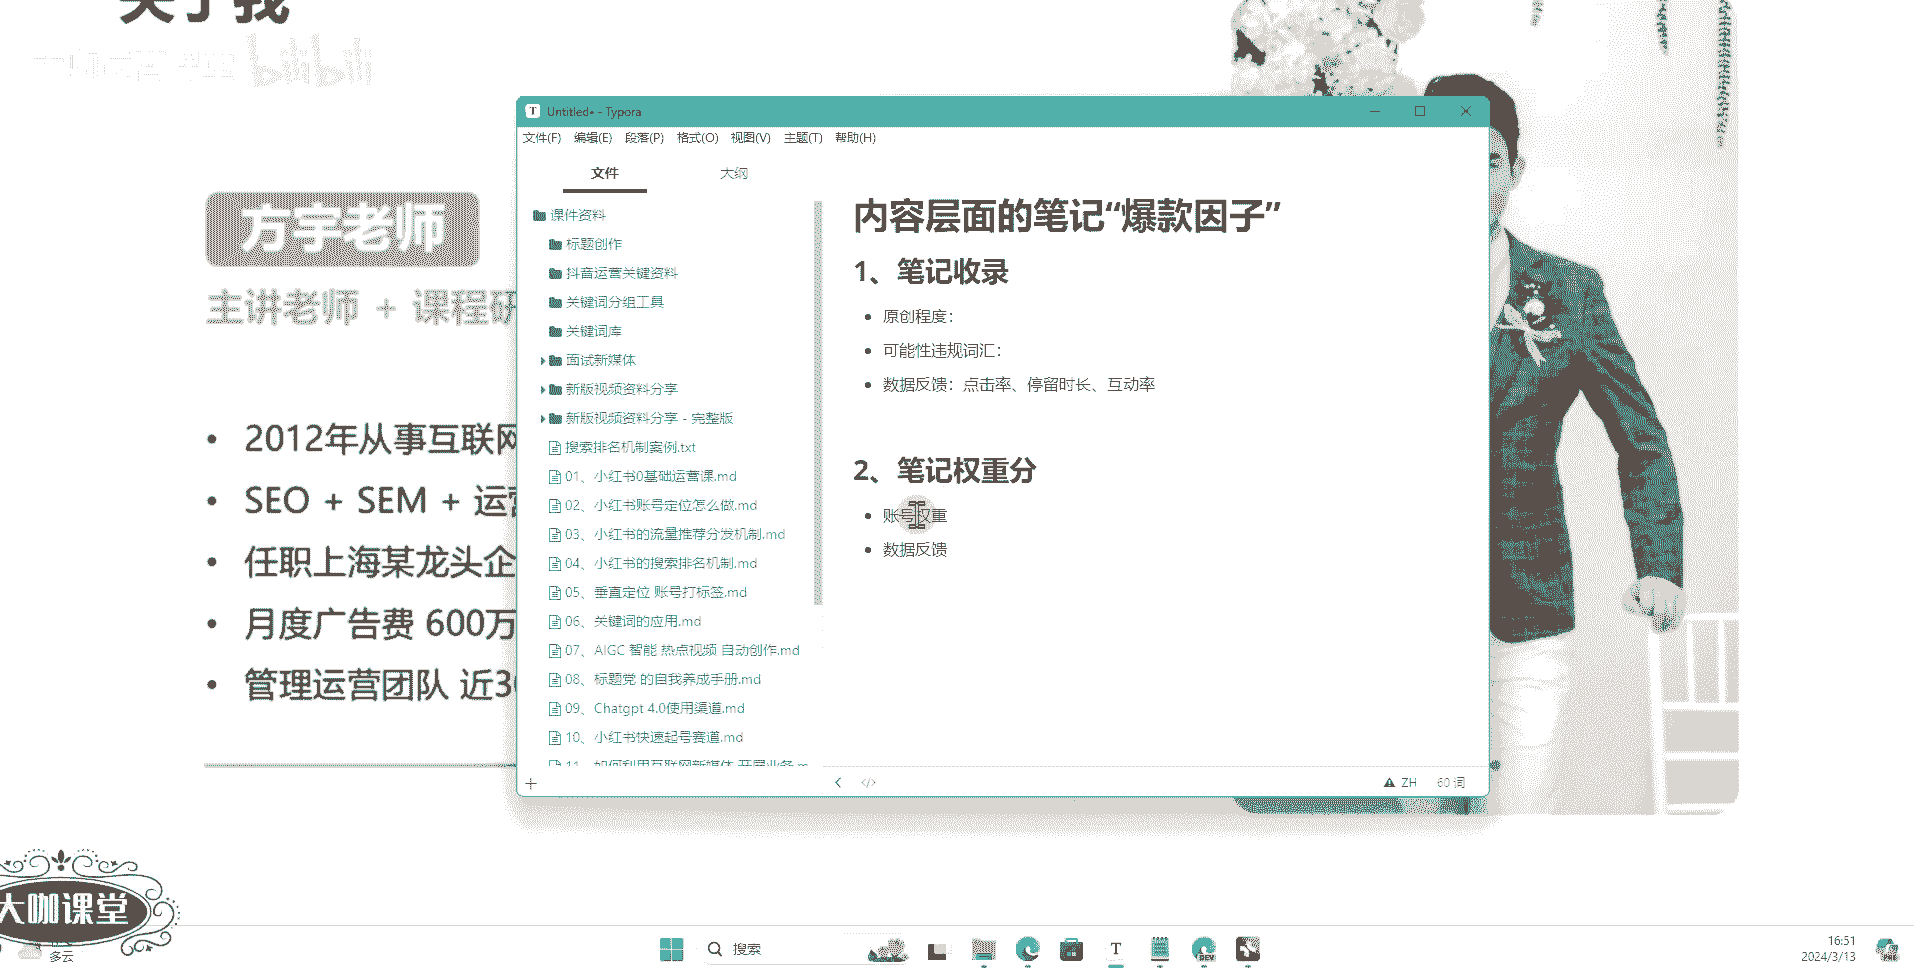 关于我
bilibili
方宇老师
主讲老师 + 课程研
• 2012年从事互联网
• SEO + SEM + 运营
• 任职上海某龙头企
• 月度广告费 600万
• 管理运营团队 近30
Untitled• - Typora
文件(F) 编辑(E) 段落(P) 格式(O) 视图(V) 主题(T) 帮助(H)
文件 大纲
课件资料
标题创作
抖音运营关键资料
关键词分组工具
关键词库
面试新媒体
新版视频资料分享
新版视频资料分享 - 完整版
搜索排名机制案例.txt
01、小红书0基础运营课.md
02、小红书账号定位怎么做.md
03、小红书的流量推荐分发机制.md
04、小红书的搜索排名机制.md
05、垂直定位 账号打标签.md
06、关键词的应用.md
07、AIGC 智能 热点视频 自动创作.md
08、标题党 的自我养成手册.md
09、Chatgpt 4.0使用渠道.md
10、小红书快速起号赛道.md
11、如何利用互联网新媒体 开展业务.m
内容层面的笔记“爆款因子”
1、笔记收录
• 原创程度：
• 可能性违规词汇：
• 数据反馈：点击率、停留时长、互动率
2、笔记权重分
• 账号权重
• 数据反馈
ZH 60 词
大咖课堂
多云
搜索
16:51
2024/3/13